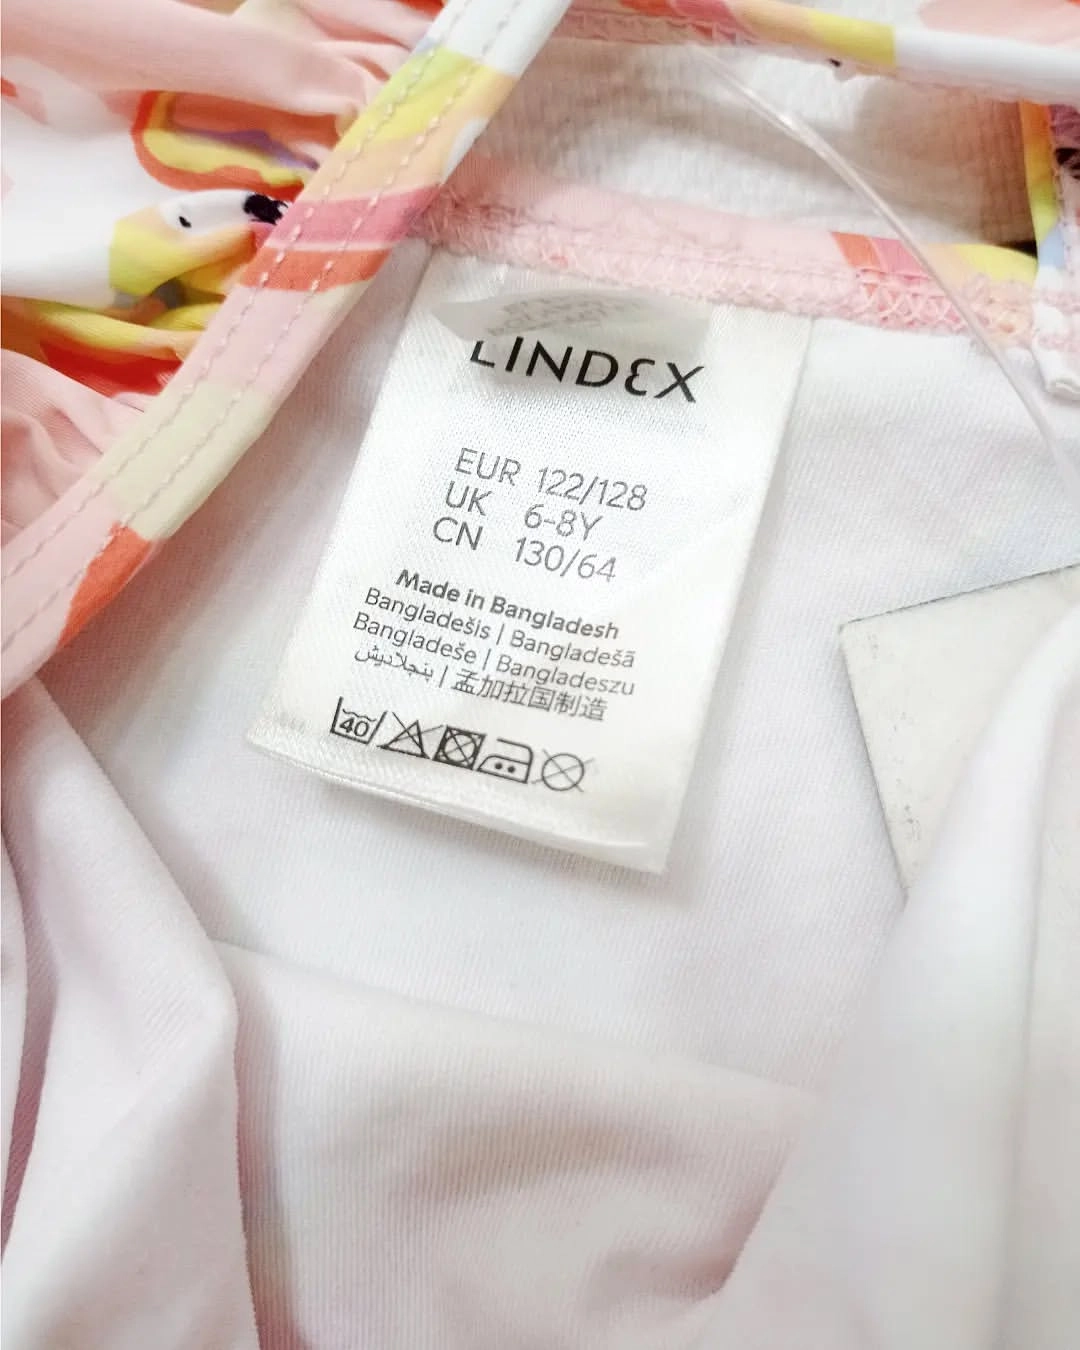 LINDEX
EUR 122/128
UK 6-8Y
CN 130/64
Made in Bangladesh
Bangladešis | Bangladešā
Bangladeše | Bangladeszu
بنجلاديش | 孟加拉国制造
40